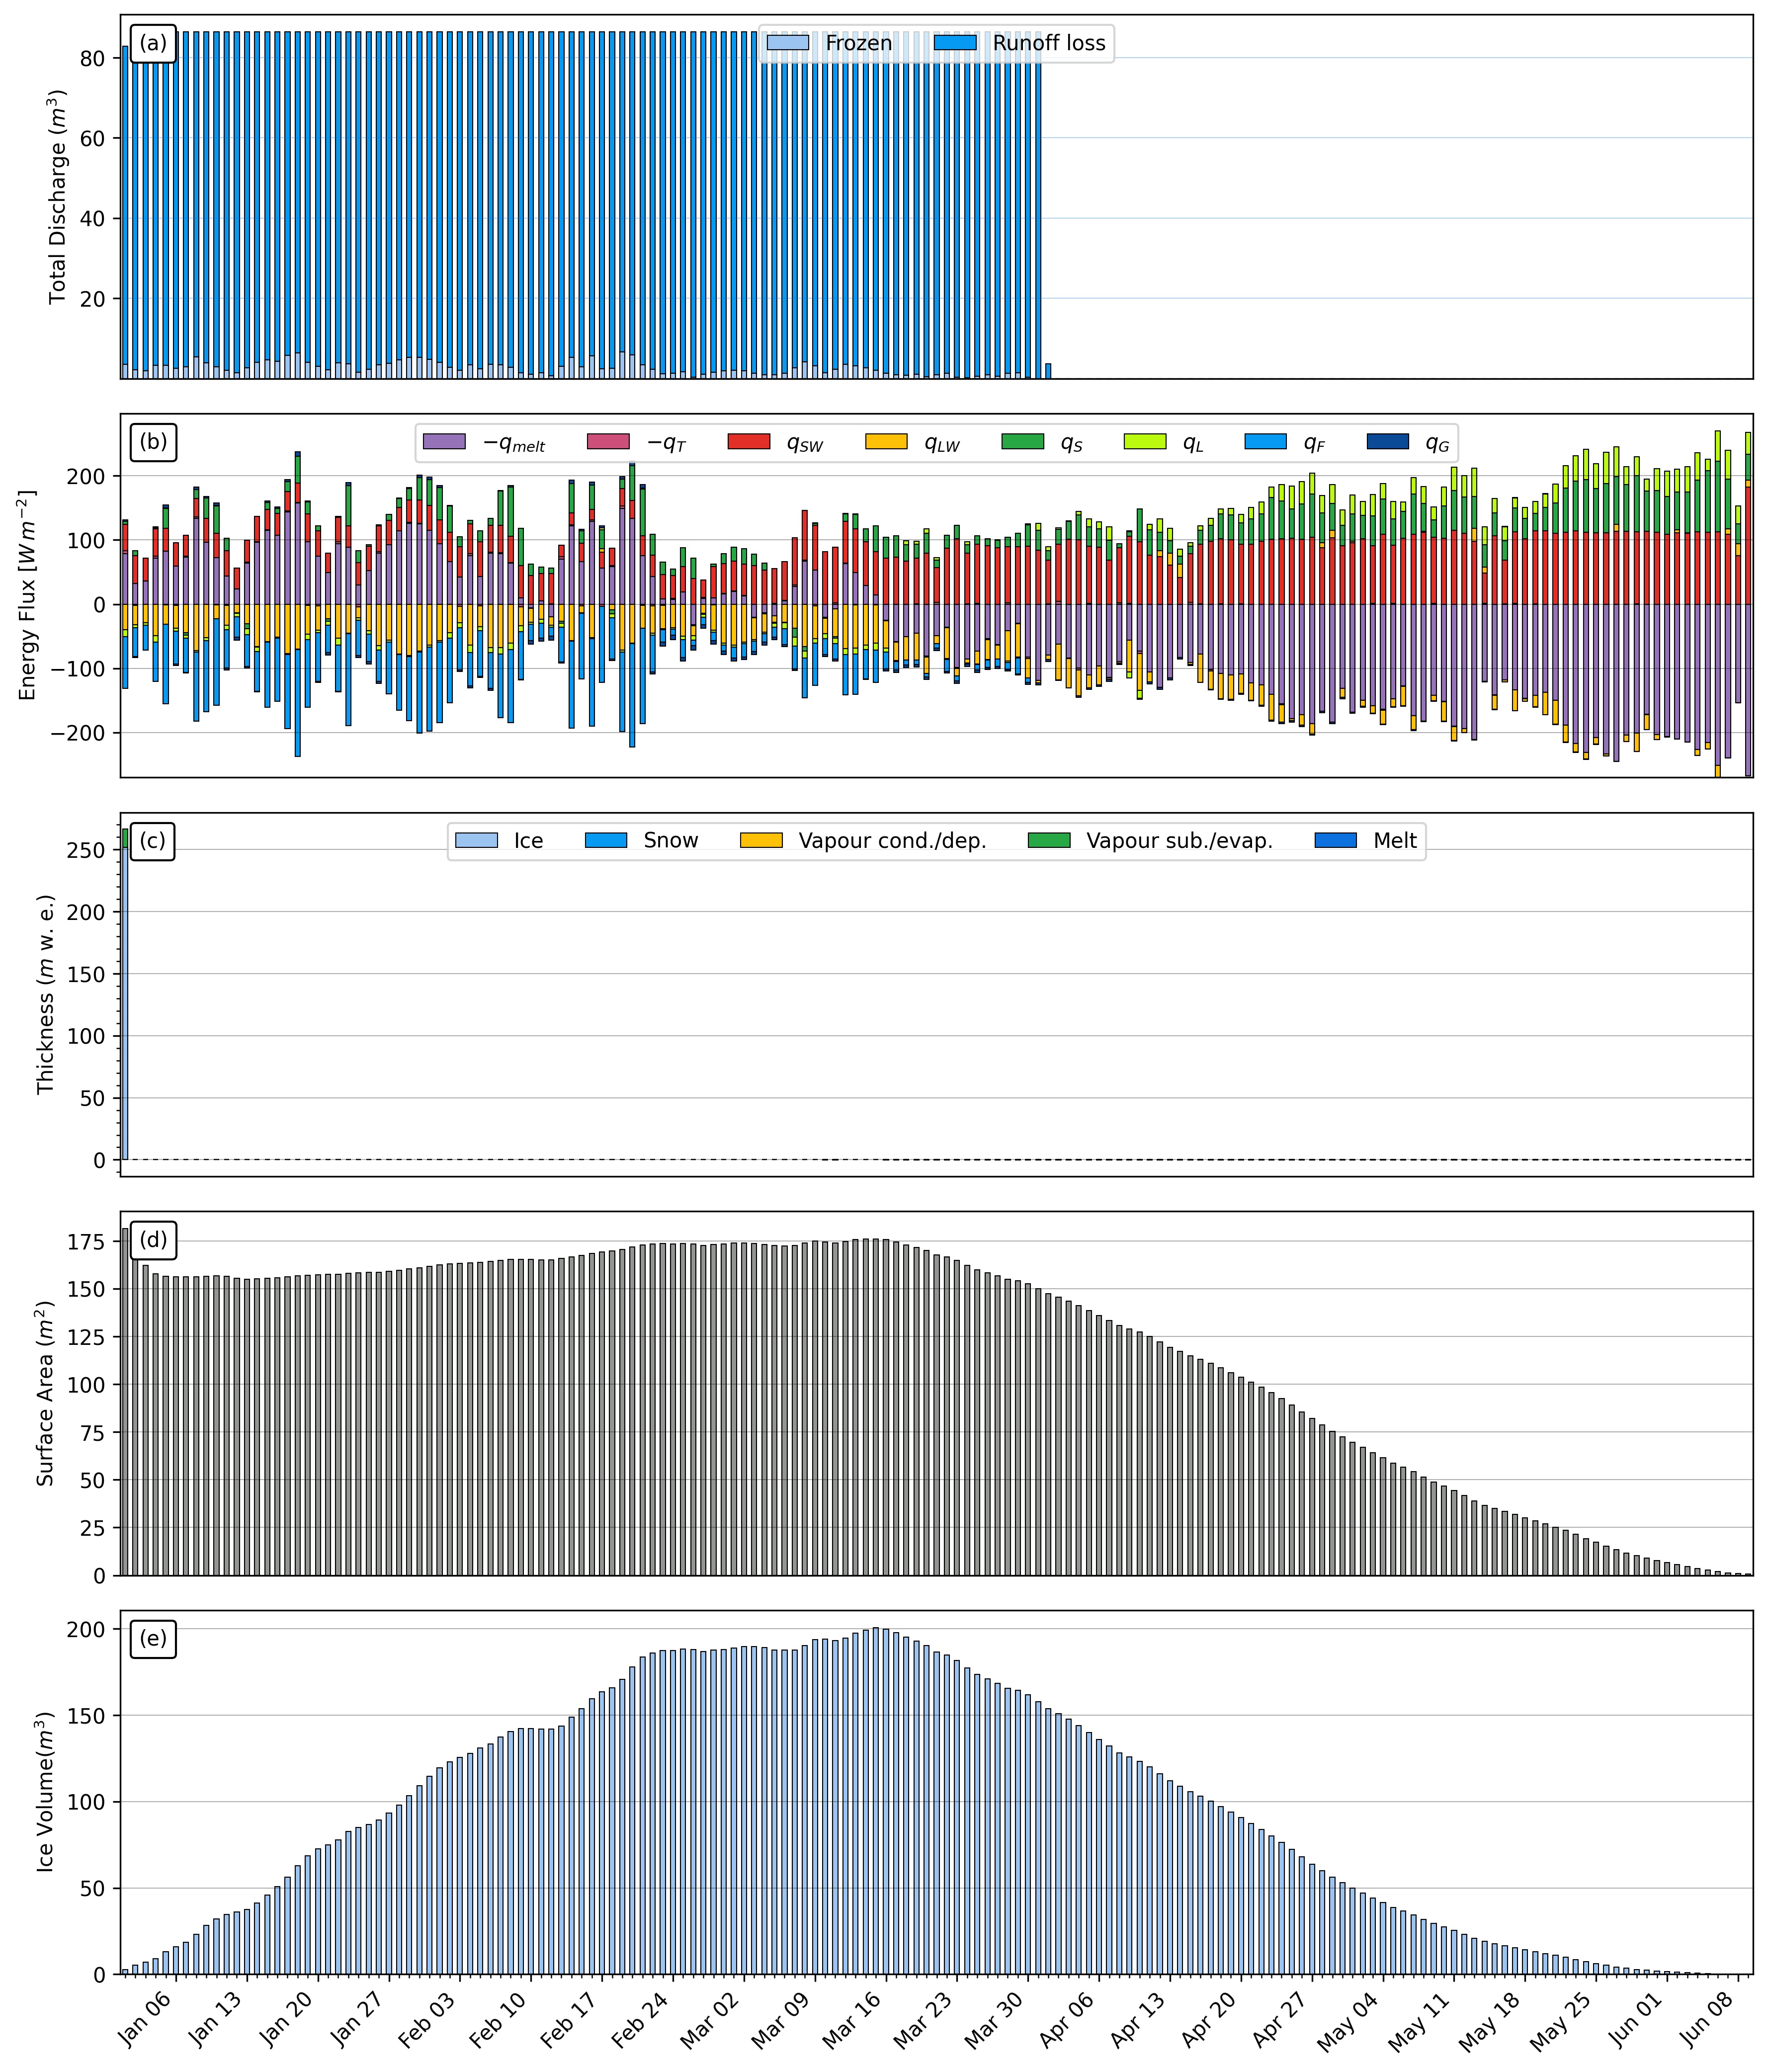 (a)
Frozen
Runoff loss
Total Discharge (m³)
80
60
40
20
(b)
−q_melt
−q_T
q_SW
q_LW
q_S
q_L
q_F
q_G
Energy Flux [W m⁻²]
200
100
0
−100
−200
(c)
Ice
Snow
Vapour cond./dep.
Vapour sub./evap.
Melt
Thickness (m w. e.)
250
200
150
100
50
0
(d)
Surface Area (m²)
175
150
125
100
75
50
25
0
(e)
Ice Volume(m³)
200
150
100
50
0
Jan 06
Jan 13
Jan 20
Jan 27
Feb 03
Feb 10
Feb 17
Feb 24
Mar 02
Mar 09
Mar 16
Mar 23
Mar 30
Apr 06
Apr 13
Apr 20
Apr 27
May 04
May 11
May 18
May 25
Jun 01
Jun 08